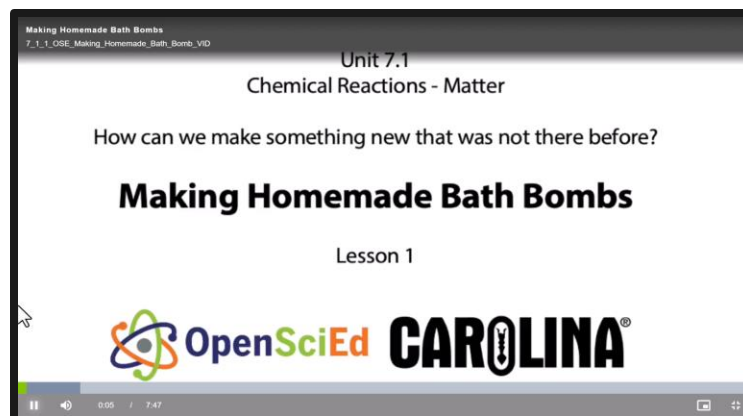 Making Homemade Bath Bombs
7_1_1_OSE_Making_Homemade_Bath_Bomb_VID
Unit 7.1
Chemical Reactions - Matter
How can we make something new that was not there before?
Making Homemade Bath Bombs
Lesson 1
OpenSciEd CAROLINA®
0:05 / 7:47